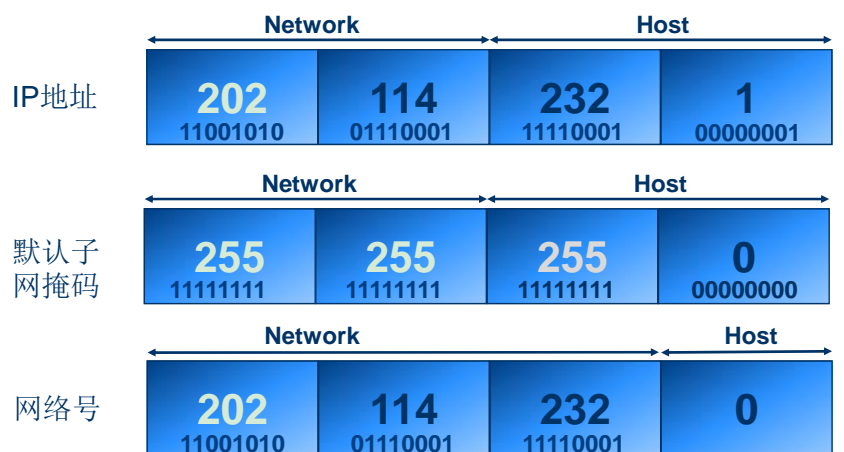 Network Host
IP地址
202 114 232 1
11001010 01110001 11110001 00000001
Network Host
默认子
网掩码
255 255 255 0
11111111 11111111 11111111 00000000
Network Host
网络号
202 114 232 0
11001010 01110001 11110001